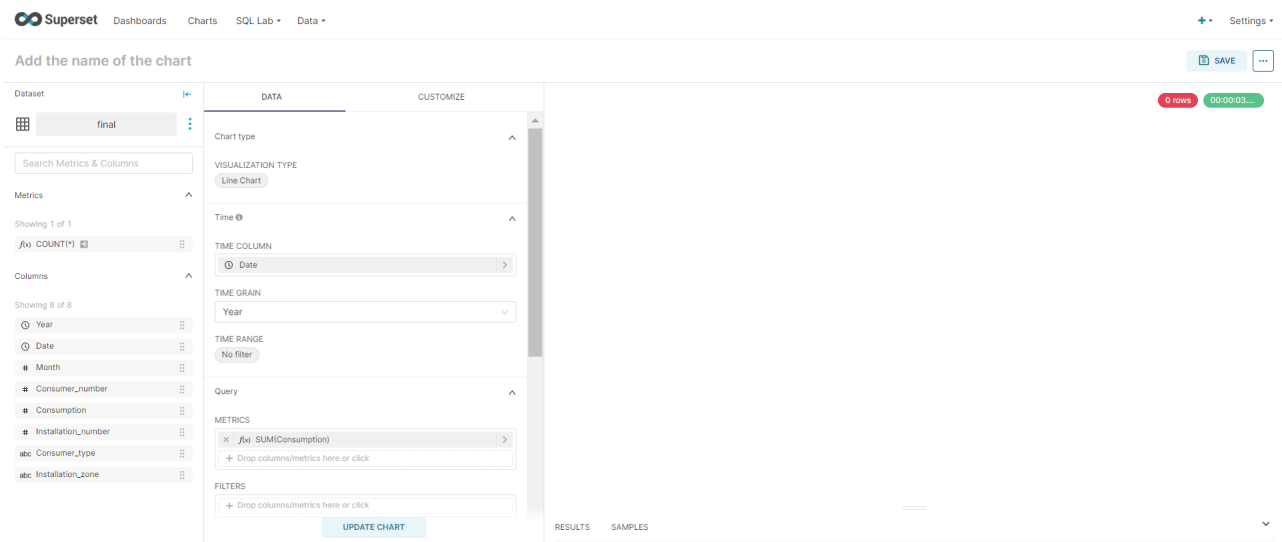 Superset Dashboards Charts SQL Lab Data Settings
Add the name of the chart
SAVE
Dataset
final
Search Metrics & Columns
Metrics
Showing 1 of 1
f(x) COUNT(*)
Columns
Showing 8 of 8
Year
Date
# Month
# Consumer_number
# Consumption
# Installation_number
abc Consumer_type
abc Installation_zone
DATA CUSTOMIZE
Chart type
VISUALIZATION TYPE
Line Chart
Time
TIME COLUMN
Date
TIME GRAIN
Year
TIME RANGE
No filter
Query
METRICS
f(x) SUM(Consumption)
+ Drop columns/metrics here or click
FILTERS
+ Drop columns/metrics here or click
UPDATE CHART
0 rows 00:00:03....
RESULTS SAMPLES